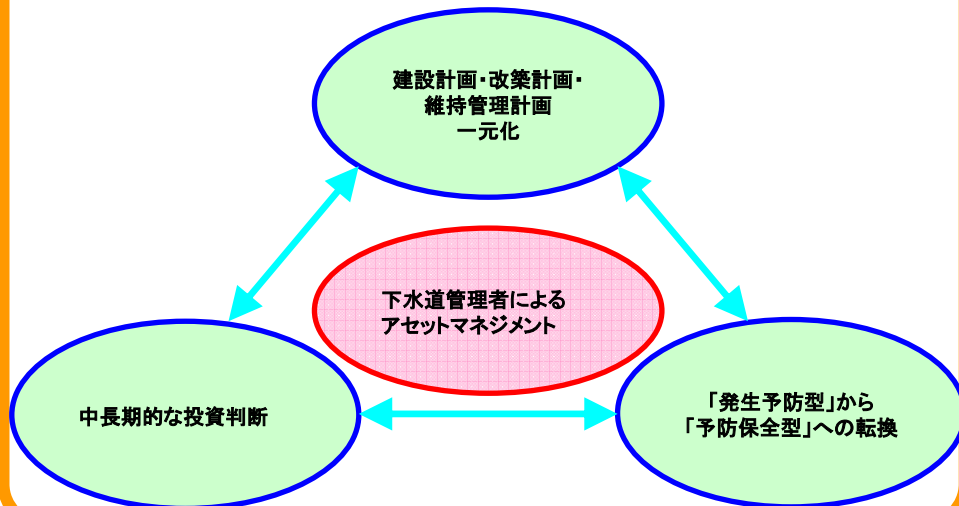 建設計画・改築計画・
維持管理計画
一元化
下水道管理者による
アセットマネジメント
中長期的な投資判断
「発生予防型」から
「予防保全型」への転換